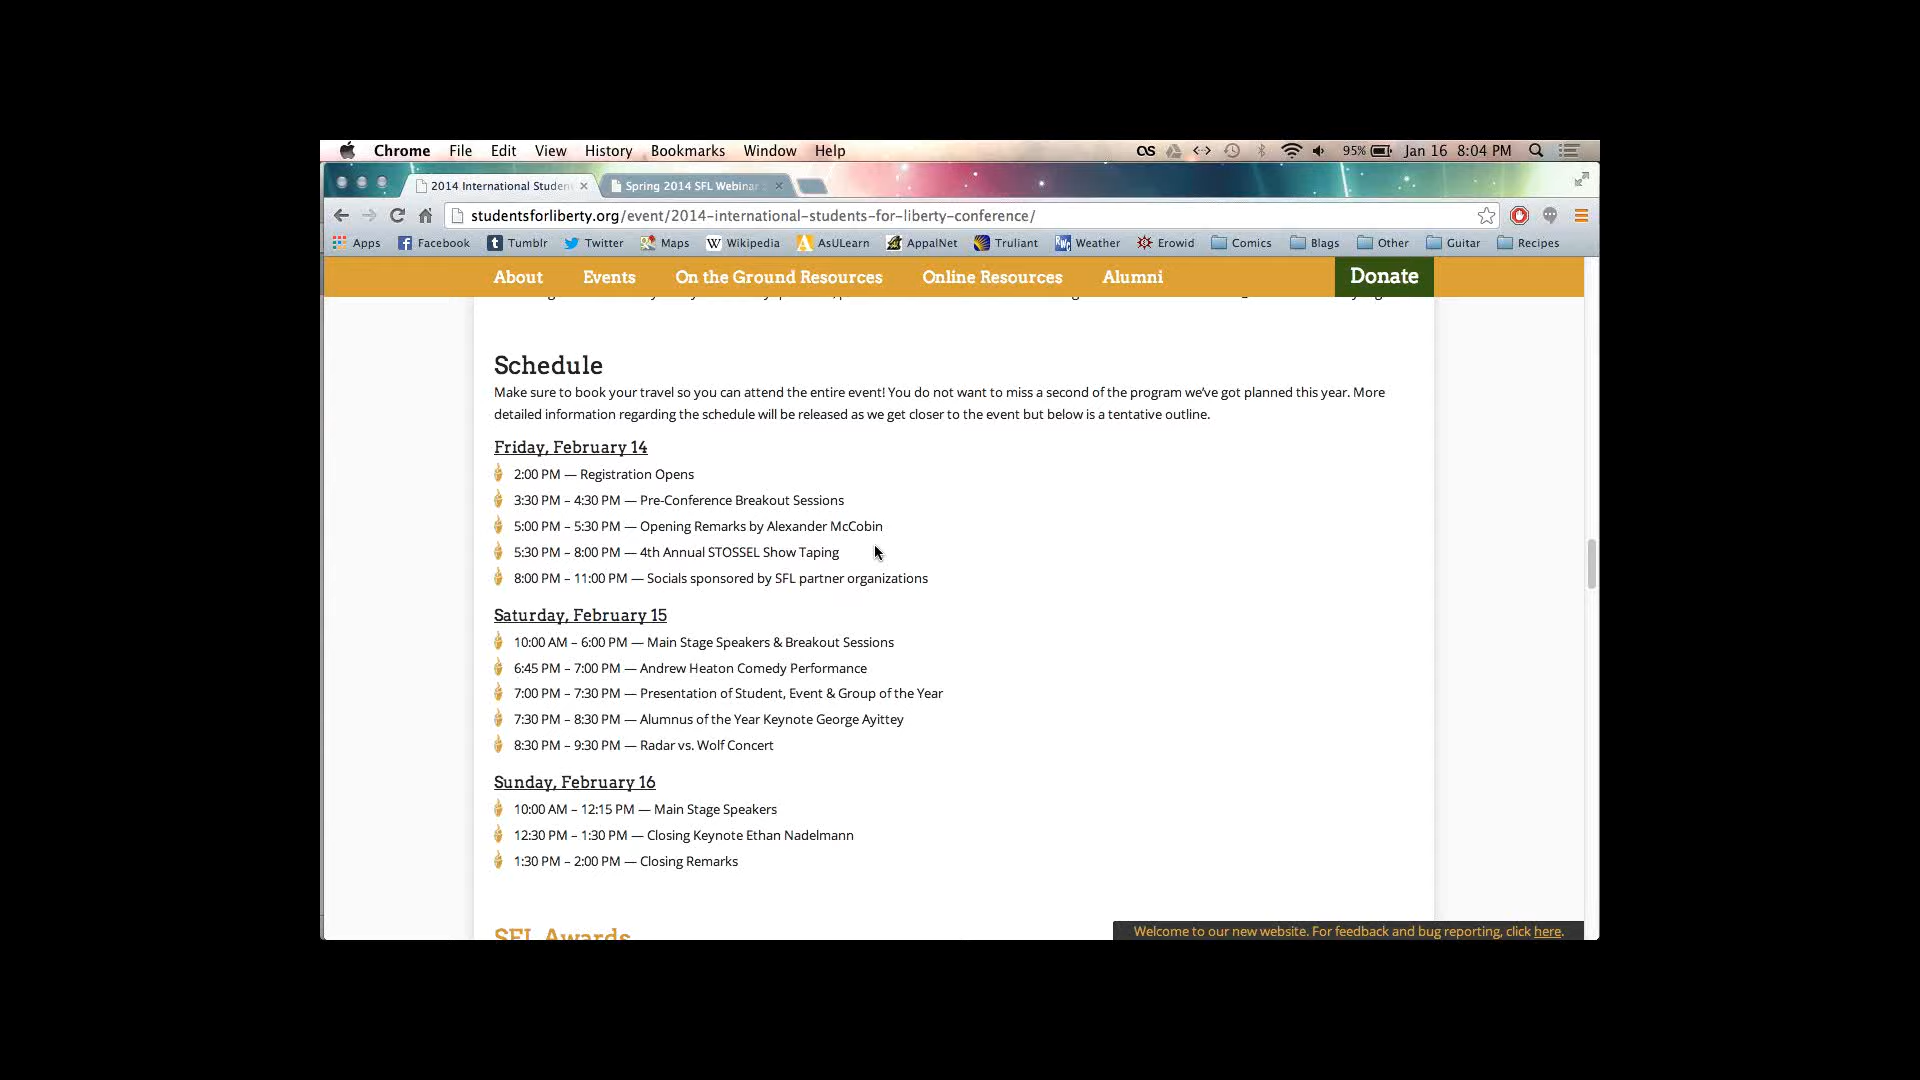 Chrome File Edit View History Bookmarks Window Help 95% Jan 16 8:04 PM
2014 International Studen Spring 2014 SFL Webinar
studentsforliberty.org/event/2014-international-students-for-liberty-conference/
Apps Facebook Tumblr Twitter Maps Wikipedia AsULearn AppalNet Truliant Weather Erowid Comics Blags Other Guitar Recipes
About Events On the Ground Resources Online Resources Alumni Donate
Schedule
Make sure to book your travel so you can attend the entire event! You do not want to miss a second of the program we've got planned this year. More
detailed information regarding the schedule will be released as we get closer to the event but below is a tentative outline.
Friday, February 14
2:00 PM — Registration Opens
3:30 PM – 4:30 PM — Pre-Conference Breakout Sessions
5:00 PM – 5:30 PM — Opening Remarks by Alexander McCobin
5:30 PM – 8:00 PM — 4th Annual STOSSEL Show Taping
8:00 PM – 11:00 PM — Socials sponsored by SFL partner organizations
Saturday, February 15
10:00 AM – 6:00 PM — Main Stage Speakers & Breakout Sessions
6:45 PM – 7:00 PM — Andrew Heaton Comedy Performance
7:00 PM – 7:30 PM — Presentation of Student, Event & Group of the Year
7:30 PM – 8:30 PM — Alumnus of the Year Keynote George Ayittey
8:30 PM – 9:30 PM — Radar vs. Wolf Concert
Sunday, February 16
10:00 AM – 12:15 PM — Main Stage Speakers
12:30 PM – 1:30 PM — Closing Keynote Ethan Nadelmann
1:30 PM – 2:00 PM — Closing Remarks
SFL Awards
Welcome to our new website. For feedback and bug reporting, click here.